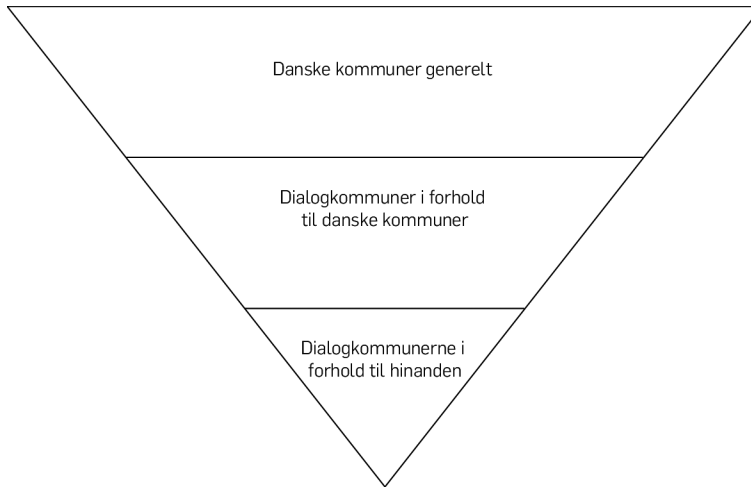 Danske kommuner generelt
Dialogkommuner i forhold
til danske kommuner
Dialogkommunerne i
forhold til hinanden